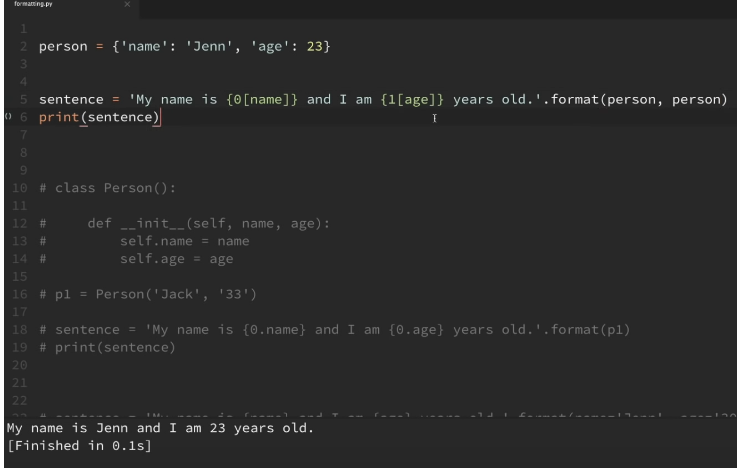 formatting.py
1
2 person = {'name': 'Jenn', 'age': 23}
3
4
5 sentence = 'My name is {0[name]} and I am {1[age]} years old.'.format(person, person)
6 print(sentence)
7
8
9
10 # class Person():
11
12 #     def __init__(self, name, age):
13 #         self.name = name
14 #         self.age = age
15
16 # p1 = Person('Jack', '33')
17
18 # sentence = 'My name is {0.name} and I am {0.age} years old.'.format(p1)
19 # print(sentence)
20
21
22
My name is Jenn and I am 23 years old.
[Finished in 0.1s]